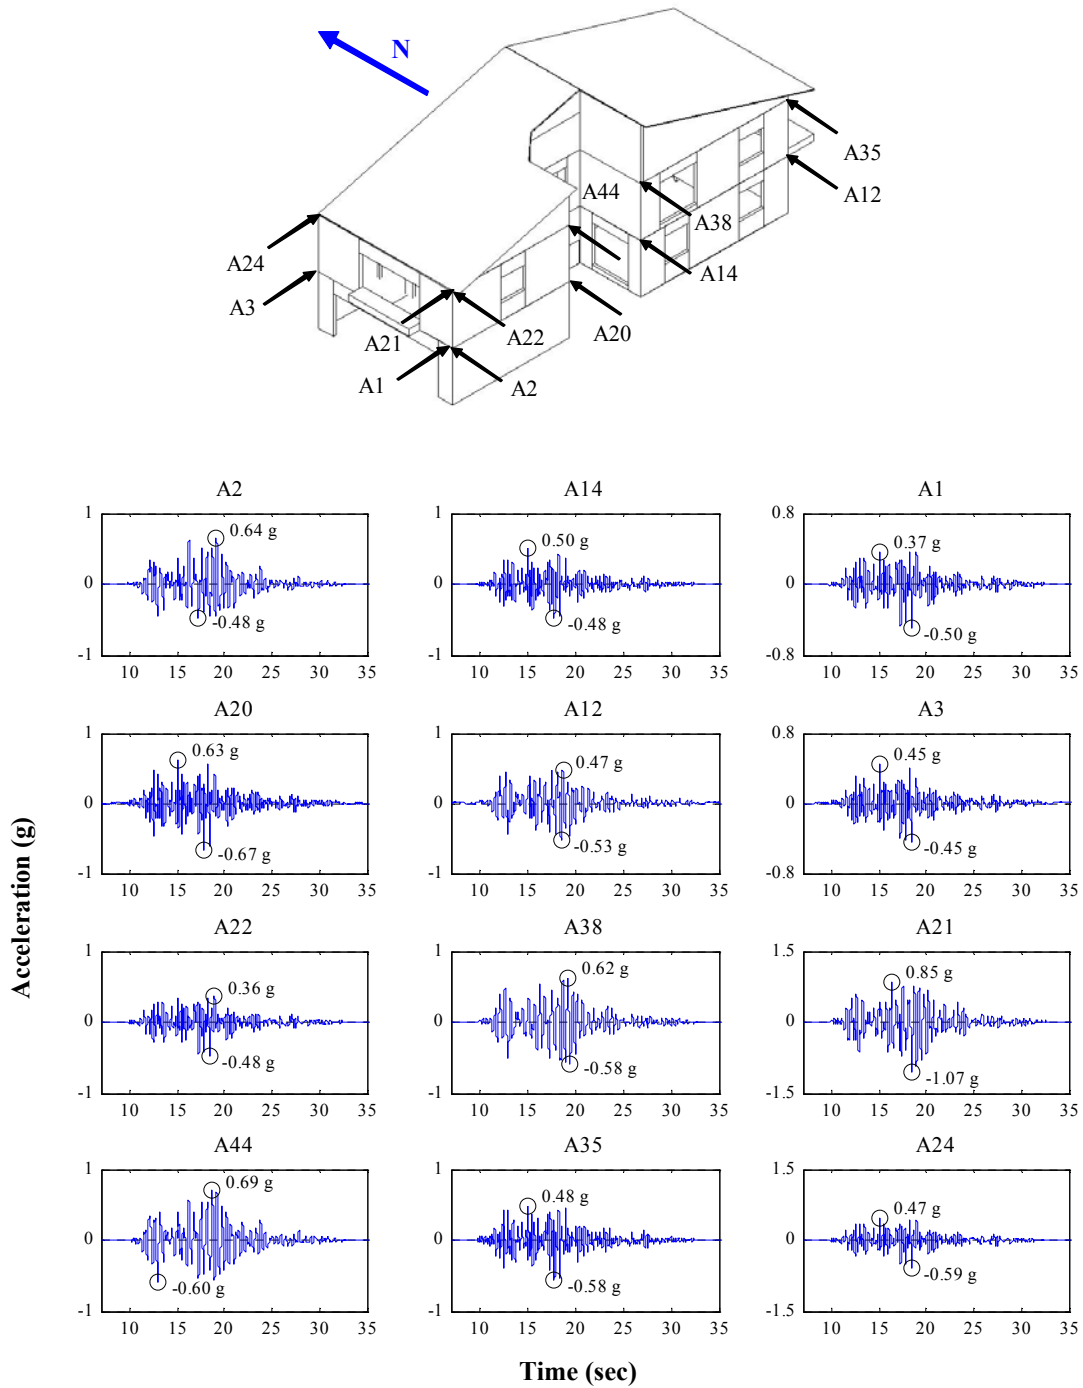 N
A35
A12
A44
A38
A14
A24
A3
A21
A22
A20
A1
A2
A2
A14
A1
1
0
-1
0.64 g
-0.48 g
10 15 20 25 30 35
1
0
-1
0.50 g
-0.48 g
10 15 20 25 30 35
0.8
0
-0.8
0.37 g
-0.50 g
10 15 20 25 30 35
A20
A12
A3
1
0
-1
0.63 g
-0.67 g
10 15 20 25 30 35
1
0
-1
0.47 g
-0.53 g
10 15 20 25 30 35
0.8
0
-0.8
0.45 g
-0.45 g
10 15 20 25 30 35
Acceleration (g)
A22
A38
A21
1
0
-1
0.36 g
-0.48 g
10 15 20 25 30 35
1
0
-1
0.62 g
-0.58 g
10 15 20 25 30 35
1.5
0
-1.5
0.85 g
-1.07 g
10 15 20 25 30 35
A44
A35
A24
1
0
-1
0.69 g
-0.60 g
10 15 20 25 30 35
1
0
-1
0.48 g
-0.58 g
10 15 20 25 30 35
1.5
0
-1.5
0.47 g
-0.59 g
10 15 20 25 30 35
Time (sec)